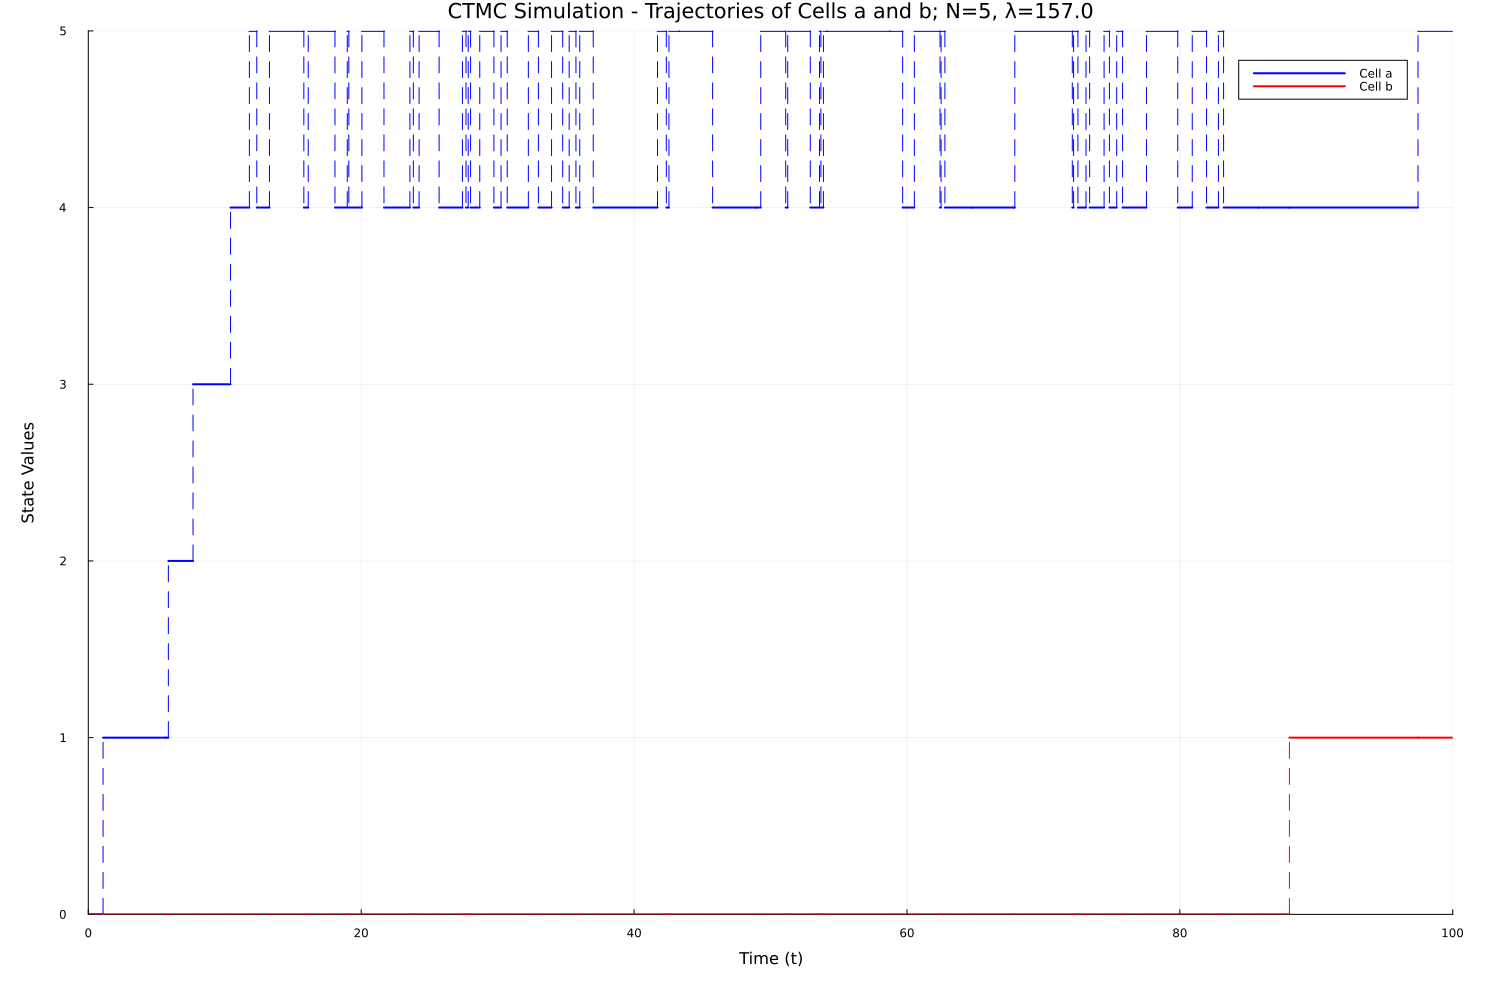 CTMC Simulation - Trajectories of Cells a and b; N=5, λ=157.0
5
4
3
2
1
0
State Values
Cell a
Cell b
0 20 40 60 80 100
Time (t)